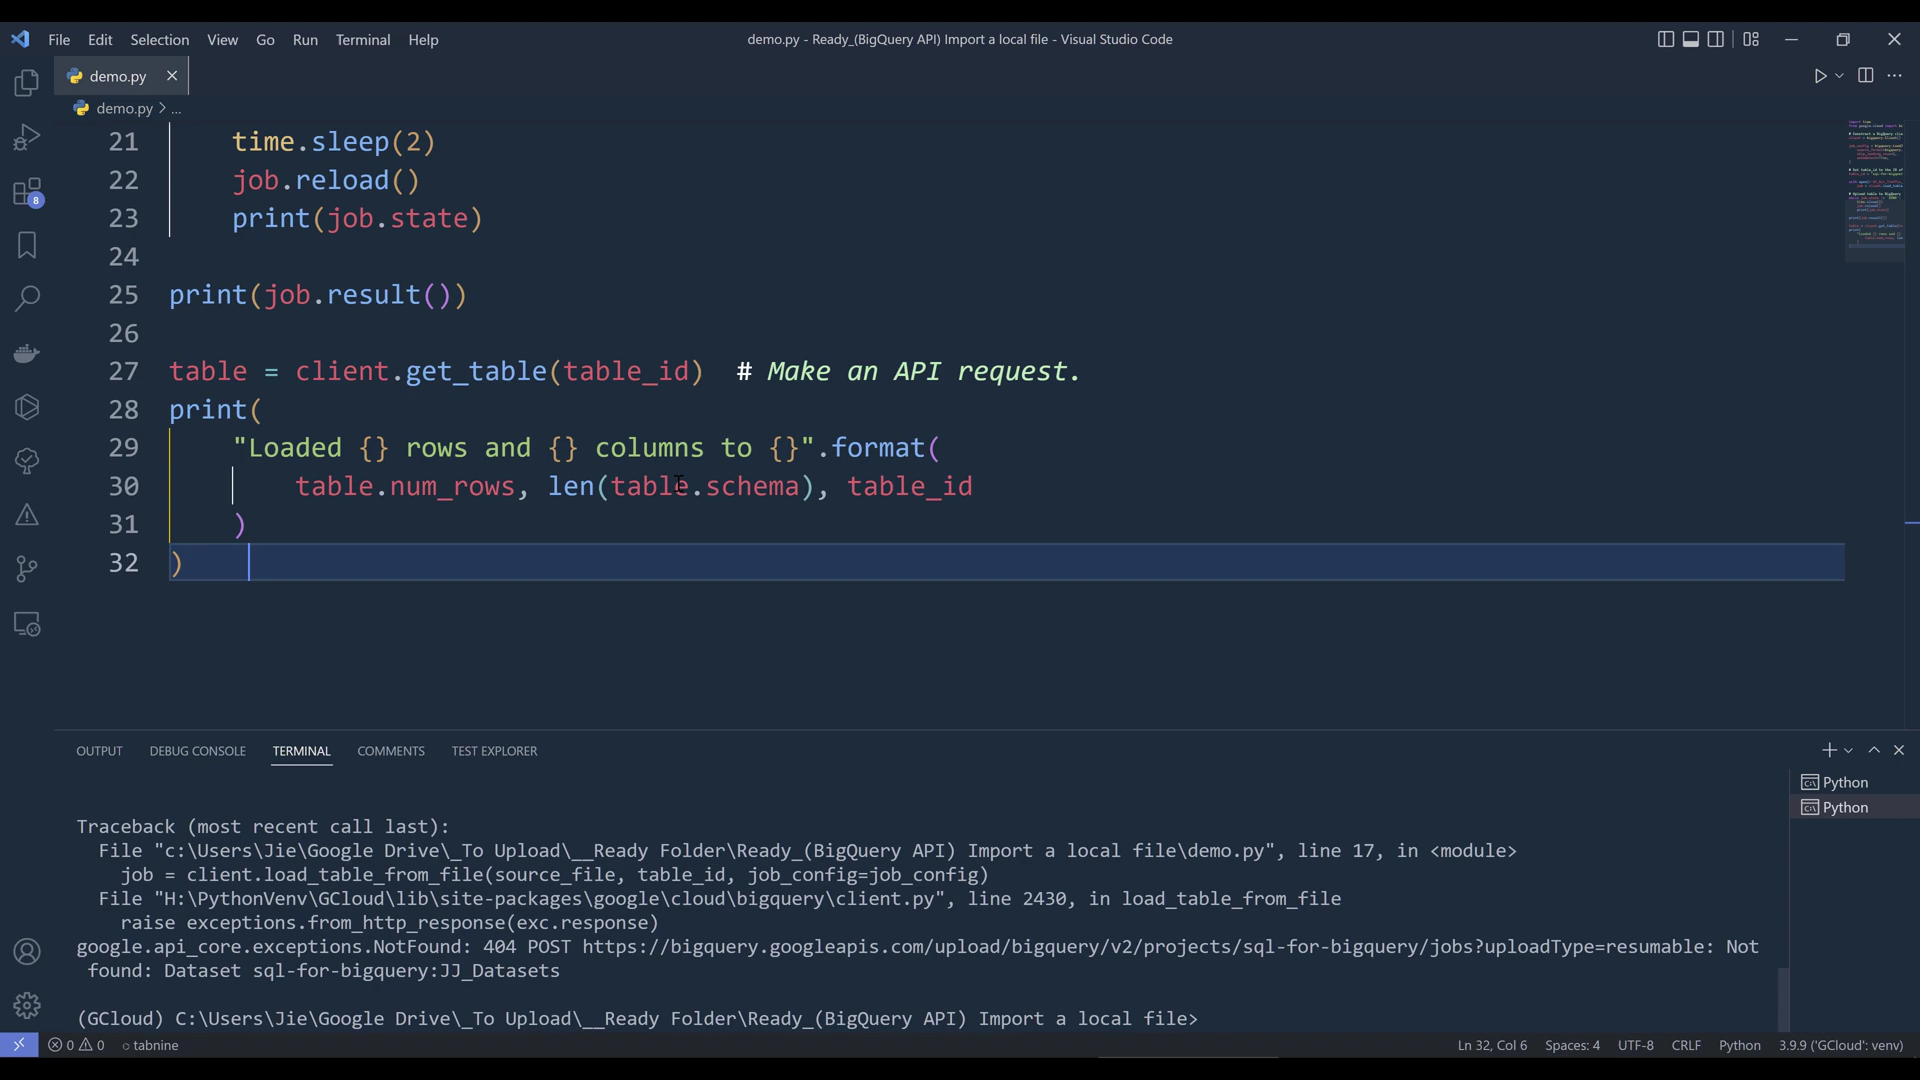 File Edit Selection View Go Run Terminal Help
demo.py - Ready_(BigQuery API) Import a local file - Visual Studio Code
demo.py
demo.py > ...
21 time.sleep(2)
22 job.reload()
23 print(job.state)
24
25 print(job.result())
26
27 table = client.get_table(table_id)  # Make an API request.
28 print(
29 "Loaded {} rows and {} columns to {}".format(
30 table.num_rows, len(table.schema), table_id
31 )
32 )
8
OUTPUT DEBUG CONSOLE TERMINAL COMMENTS TEST EXPLORER
Python
Python
Traceback (most recent call last):
File "c:\Users\Jie\Google Drive\_To Upload\__Ready Folder\Ready_(BigQuery API) Import a local file\demo.py", line 17, in <module>
job = client.load_table_from_file(source_file, table_id, job_config=job_config)
File "H:\PythonVenv\GCloud\lib\site-packages\google\cloud\bigquery\client.py", line 2430, in load_table_from_file
raise exceptions.from_http_response(exc.response)
google.api_core.exceptions.NotFound: 404 POST https://bigquery.googleapis.com/upload/bigquery/v2/projects/sql-for-bigquery/jobs?uploadType=resumable: Not
found: Dataset sql-for-bigquery:JJ_Datasets
(GCloud) C:\Users\Jie\Google Drive\_To Upload\__Ready Folder\Ready_(BigQuery API) Import a local file>
0 0 tabnine
Ln 32, Col 6 Spaces: 4 UTF-8 CRLF Python 3.9.9 ('GCloud': venv)